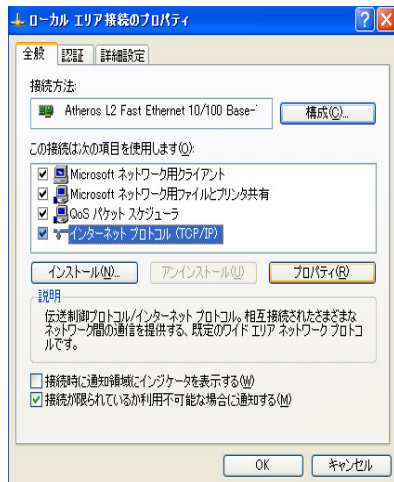 ローカル エリア接続のプロパティ
全般 認証 詳細設定
接続方法:
Atheros L2 Fast Ethernet 10/100 Base-
構成(C)...
この接続は次の項目を使用します(O):
Microsoft ネットワーク用クライアント
Microsoft ネットワーク用ファイルとプリンタ共有
QoS パケット スケジューラ
インターネット プロトコル (TCP/IP)
インストール(N)... アンインストール(U) プロパティ(R)
説明
伝送制御プロトコル/インターネット プロトコル。相互接続されたさまざまな
ネットワーク間の通信を提供する、既定のワイド エリア ネットワーク プロトコ
ルです。
接続時に通知領域にインジケータを表示する(W)
接続が限られているか利用不可能な場合に通知する(M)
OK キャンセル